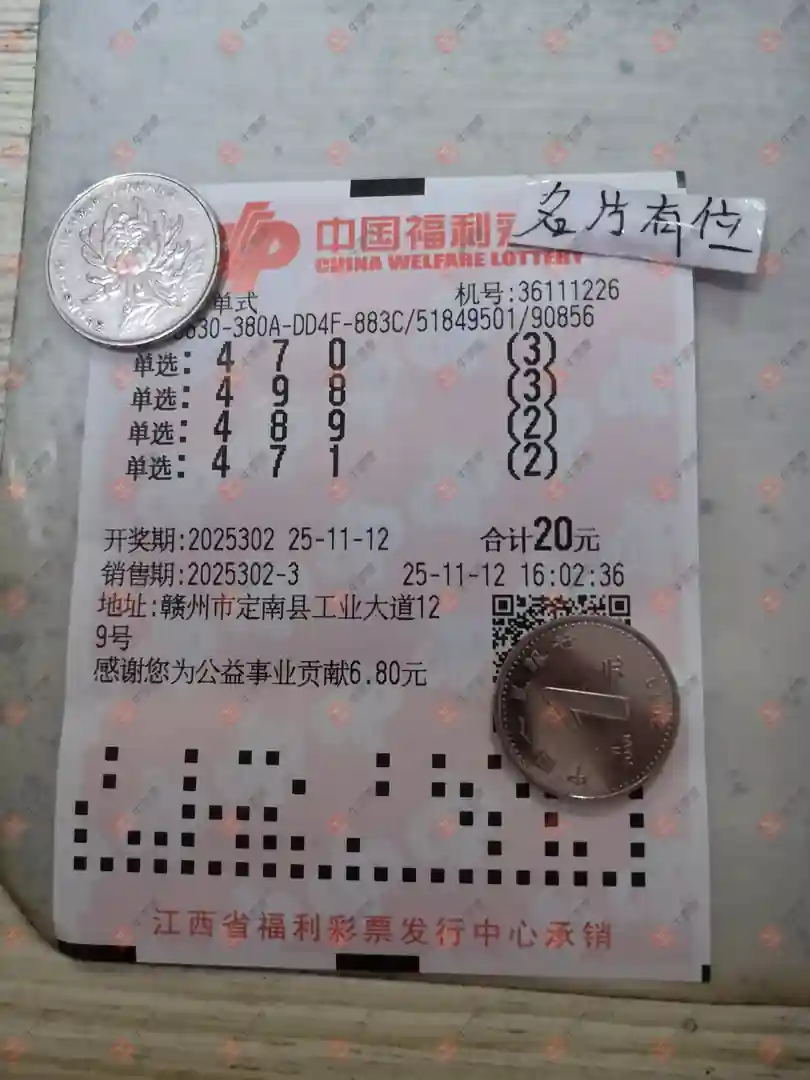 中国福利
名片有位
CHINA WELFARE LOTTERY
单式 机号:36111226
630-380A-DD4F-883C/51849501/90856
单选: 4 7 0 (3)
单选: 4 9 8 (3)
单选: 4 8 9 (2)
单选: 4 7 1 (2)
开奖期:2025302 25-11-12 合计20元
销售期:2025302-3 25-11-12 16:02:36
地址:赣州市定南县工业大道12
9号
感谢您为公益事业贡献6.80元
1
江西省福利彩票发行中心承销